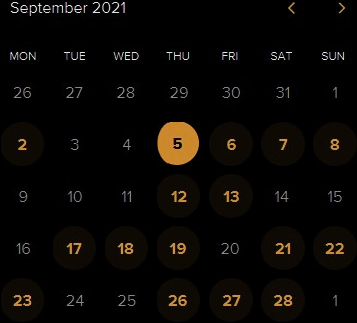 September 2021
MON TUE WED THU FRI SAT SUN
26 27 28 29 30 31 1
2 3 4 5 6 7 8
9 10 11 12 13 14 15
16 17 18 19 20 21 22
23 24 25 26 27 28 1